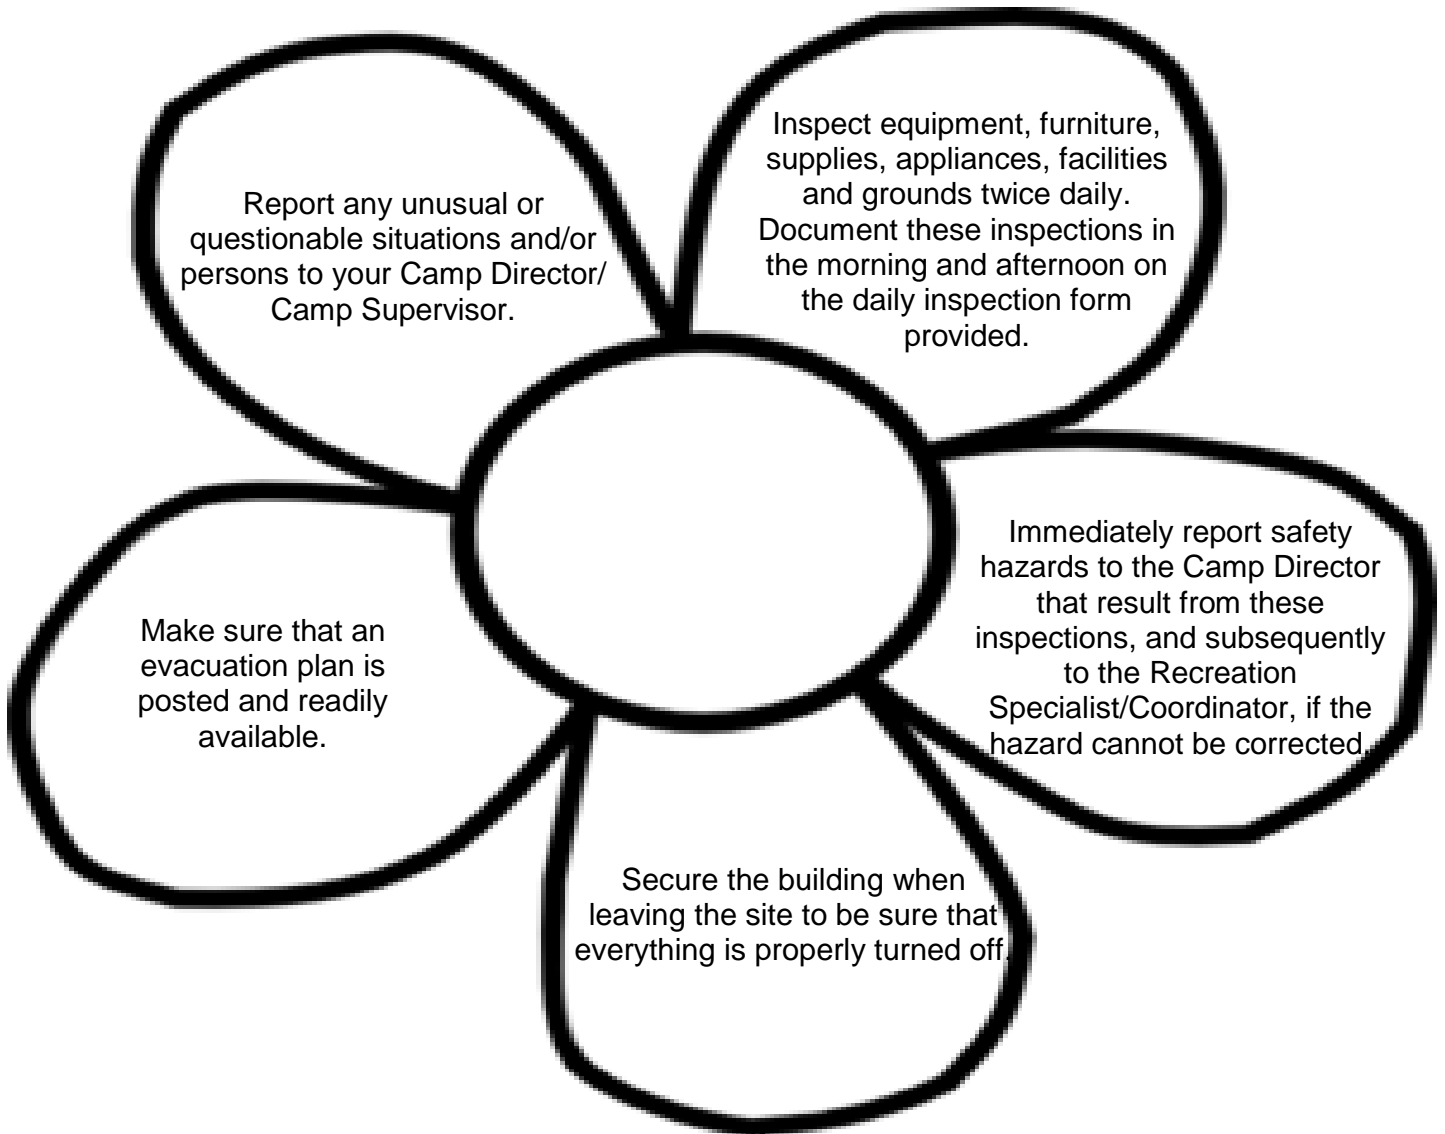 Report any unusual or
questionable situations and/or
persons to your Camp Director/
Camp Supervisor.
Inspect equipment, furniture,
supplies, appliances, facilities
and grounds twice daily.
Document these inspections in
the morning and afternoon on
the daily inspection form
provided.
Immediately report safety
hazards to the Camp Director
that result from these
inspections, and subsequently
to the Recreation
Specialist/Coordinator, if the
hazard cannot be corrected.
Make sure that an
evacuation plan is
posted and readily
available.
Secure the building when
leaving the site to be sure that
everything is properly turned off.